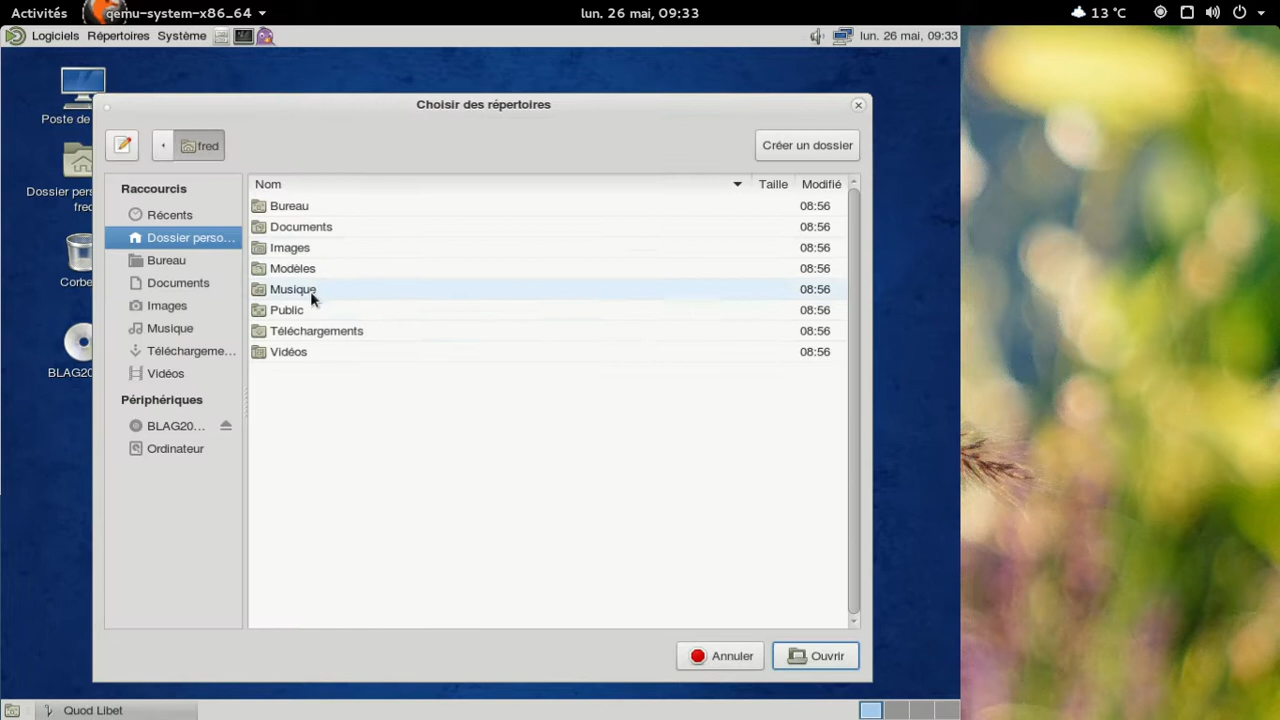 Activités qemu-system-x86_64 lun. 26 mai, 09:33 13 °C
Logiciels Répertoires Système lun. 26 mai, 09:33
Poste de
Dossier pers
fred
Corbe
BLAG20
Choisir des répertoires
fred Créer un dossier
Raccourcis
Récents
Dossier perso...
Bureau
Documents
Images
Musique
Téléchargeme...
Vidéos
Périphériques
BLAG20...
Ordinateur
Nom Taille Modifié
Bureau 08:56
Documents 08:56
Images 08:56
Modèles 08:56
Musique 08:56
Public 08:56
Téléchargements 08:56
Vidéos 08:56
Annuler Ouvrir
Quod Libet